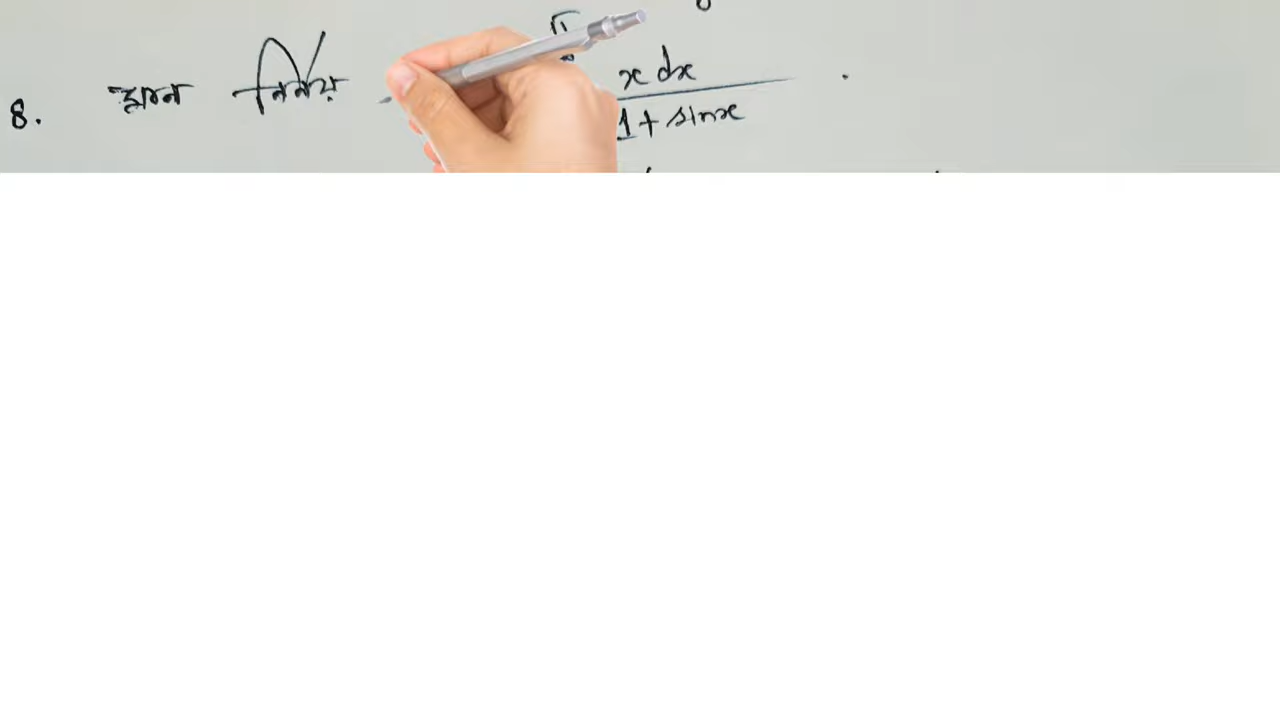 8. মান নির্ণয় π x dx / 1 + sinx .